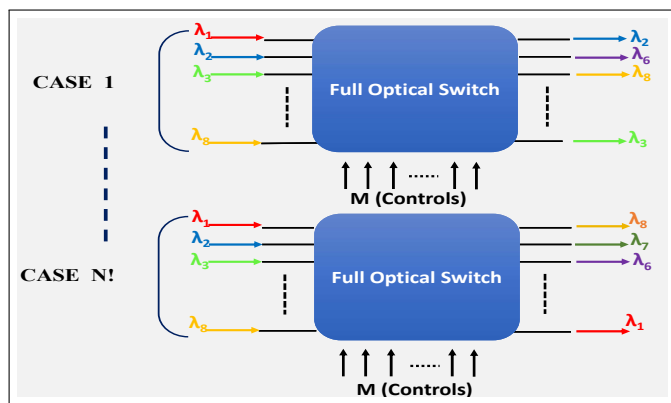 λ1 λ2
λ2 λ6
λ3 λ8
CASE 1
Full Optical Switch
λ8 λ3
M (Controls)
λ1 λ8
λ2 λ7
λ3 λ6
CASE N!
Full Optical Switch
λ8 λ1
M (Controls)